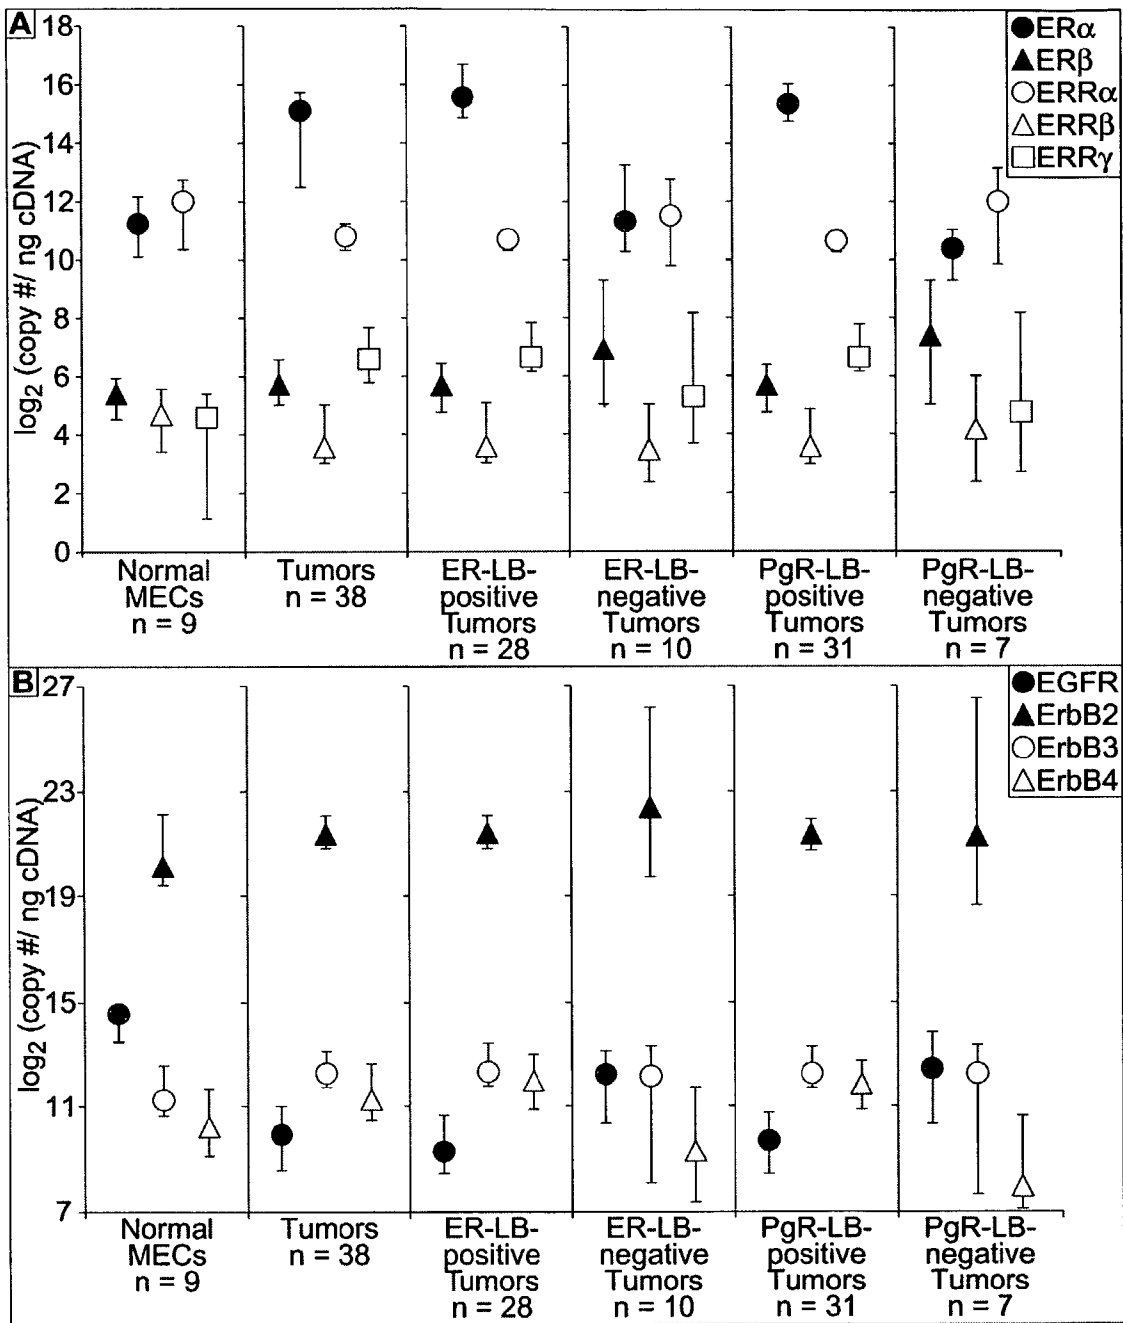 A
18
16
14
12
10
8
6
4
2
0
log2 (copy #/ ng cDNA)
ERα
ERβ
ERRα
ERRβ
ERRγ
Normal
MECs
n = 9
Tumors
n = 38
ER-LB-
positive
Tumors
n = 28
ER-LB-
negative
Tumors
n = 10
PgR-LB-
positive
Tumors
n = 31
PgR-LB-
negative
Tumors
n = 7
B
27
23
19
15
11
7
log2 (copy #/ ng cDNA)
EGFR
ErbB2
ErbB3
ErbB4
Normal
MECs
n = 9
Tumors
n = 38
ER-LB-
positive
Tumors
n = 28
ER-LB-
negative
Tumors
n = 10
PgR-LB-
positive
Tumors
n = 31
PgR-LB-
negative
Tumors
n = 7